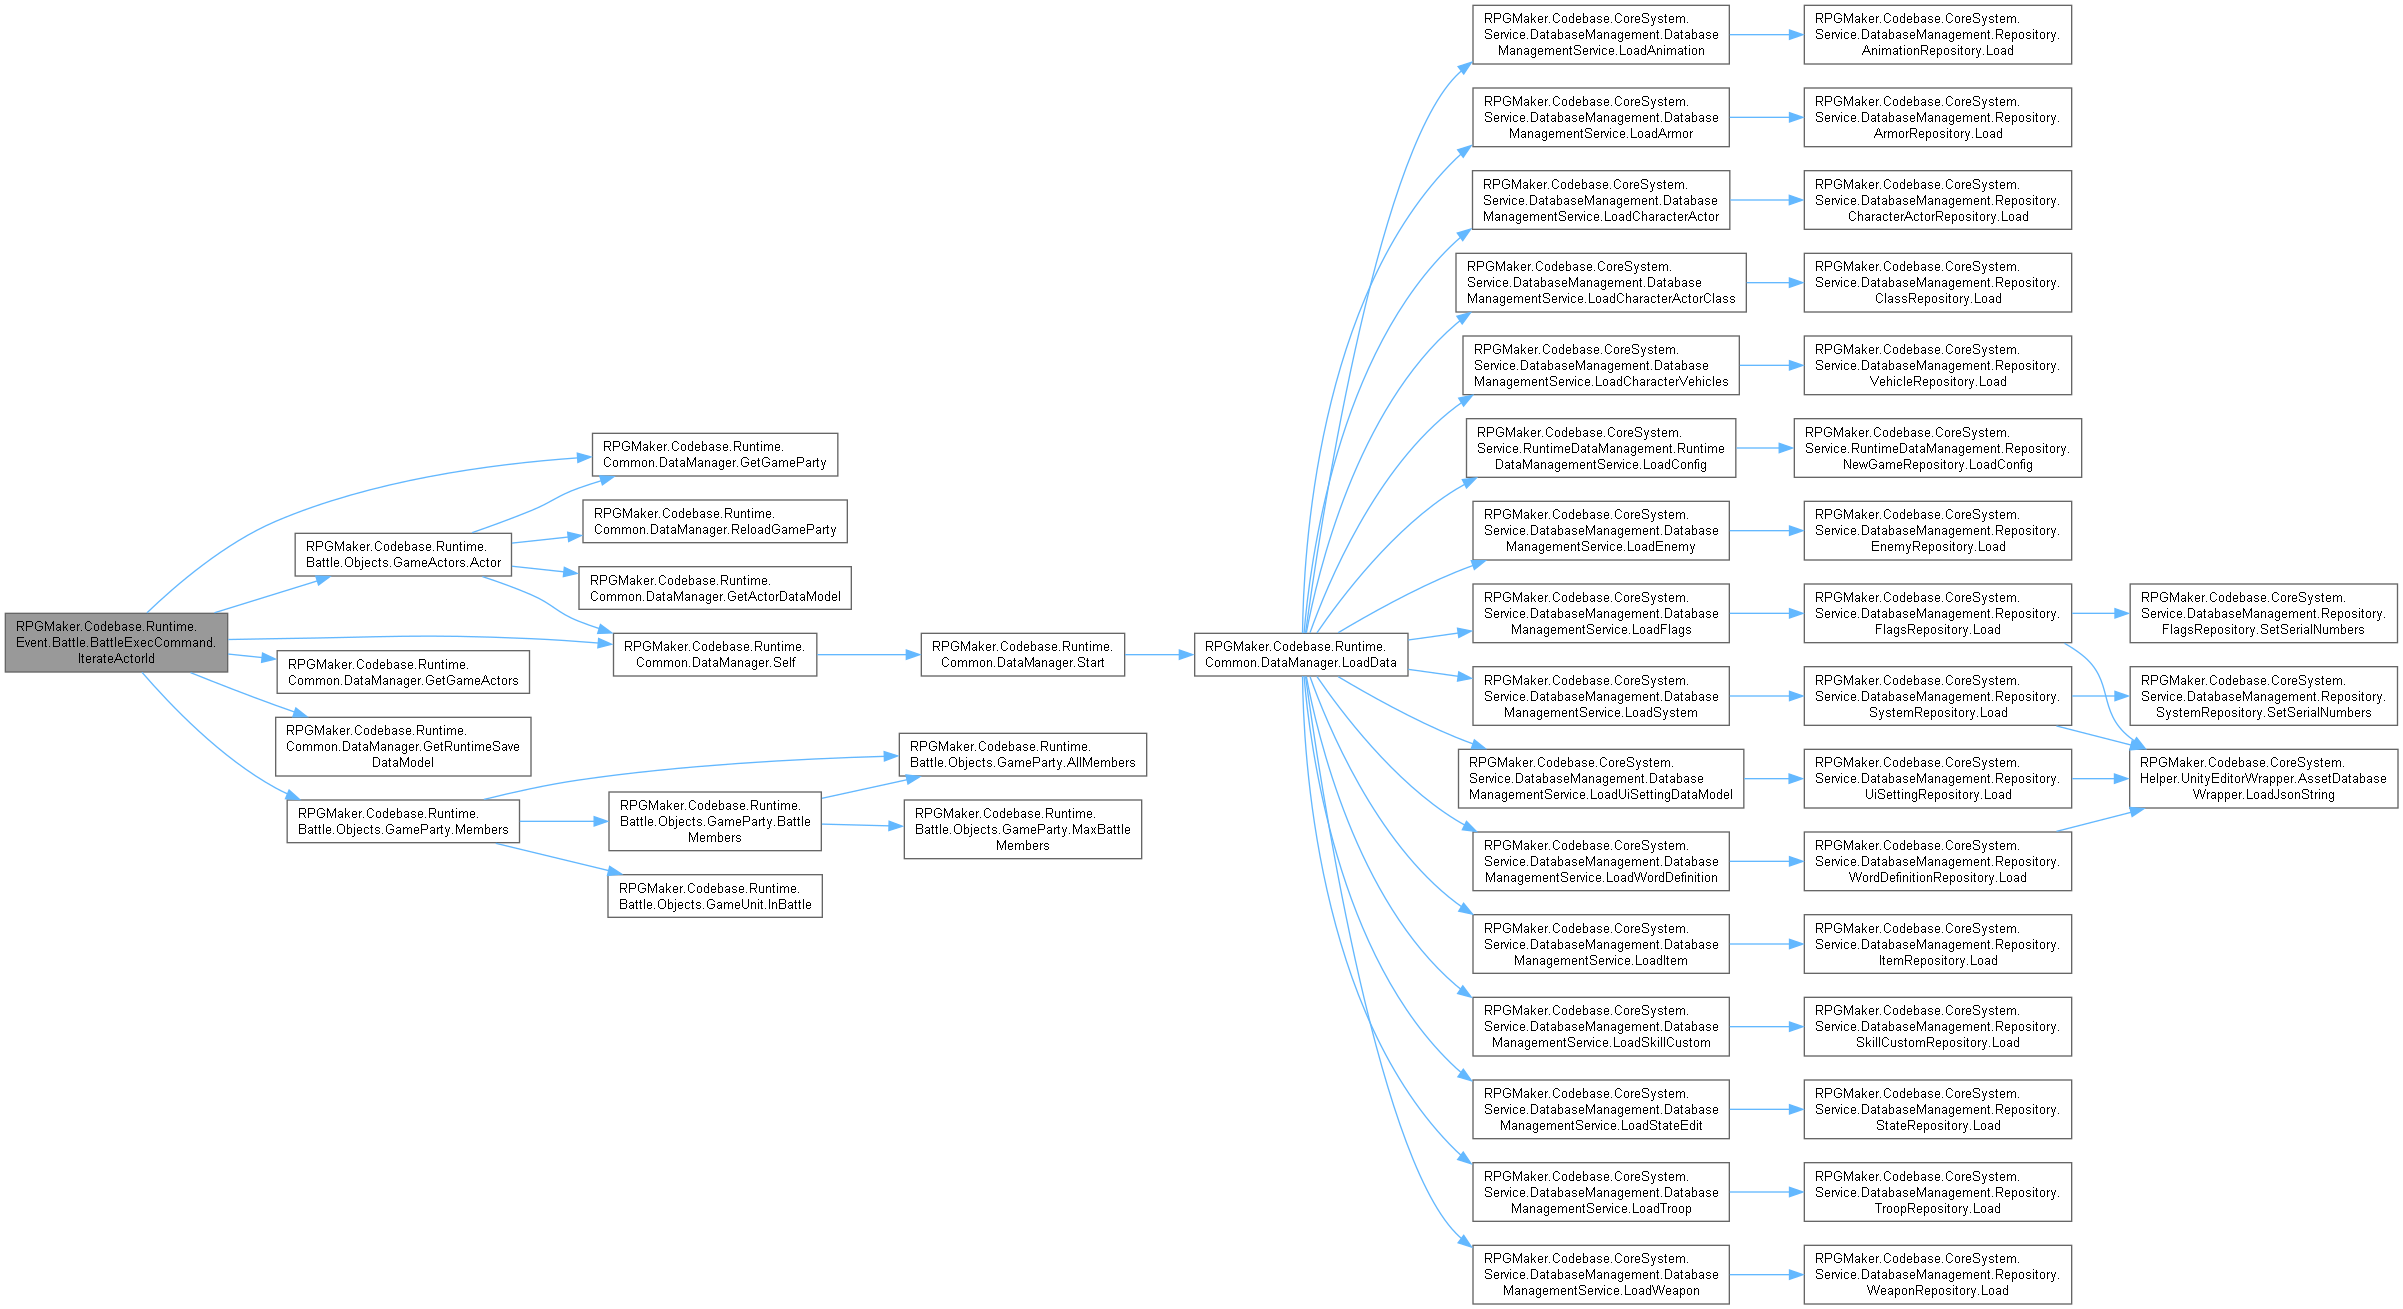 RPGMaker.Codebase.Runtime.
Event.Battle.BattleExecCommand.
IterateActorId
RPGMaker.Codebase.Runtime.
Common.DataManager.GetGameParty
RPGMaker.Codebase.Runtime.
Common.DataManager.ReloadGameParty
RPGMaker.Codebase.Runtime.
Battle.Objects.GameActors.Actor
RPGMaker.Codebase.Runtime.
Common.DataManager.GetActorDataModel
RPGMaker.Codebase.Runtime.
Common.DataManager.Self
RPGMaker.Codebase.Runtime.
Common.DataManager.GetGameActors
RPGMaker.Codebase.Runtime.
Common.DataManager.GetRuntimeSave
DataModel
RPGMaker.Codebase.Runtime.
Battle.Objects.GameParty.Members
RPGMaker.Codebase.Runtime.
Battle.Objects.GameParty.Battle
Members
RPGMaker.Codebase.Runtime.
Battle.Objects.GameUnit.InBattle
RPGMaker.Codebase.Runtime.
Common.DataManager.Start
RPGMaker.Codebase.Runtime.
Battle.Objects.GameParty.AllMembers
RPGMaker.Codebase.Runtime.
Battle.Objects.GameParty.MaxBattle
Members
RPGMaker.Codebase.Runtime.
Common.DataManager.LoadData
RPGMaker.Codebase.CoreSystem.
Service.DatabaseManagement.Database
ManagementService.LoadAnimation
RPGMaker.Codebase.CoreSystem.
Service.DatabaseManagement.Repository.
AnimationRepository.Load
RPGMaker.Codebase.CoreSystem.
Service.DatabaseManagement.Database
ManagementService.LoadArmor
RPGMaker.Codebase.CoreSystem.
Service.DatabaseManagement.Repository.
ArmorRepository.Load
RPGMaker.Codebase.CoreSystem.
Service.DatabaseManagement.Database
ManagementService.LoadCharacterActor
RPGMaker.Codebase.CoreSystem.
Service.DatabaseManagement.Repository.
CharacterActorRepository.Load
RPGMaker.Codebase.CoreSystem.
Service.DatabaseManagement.Database
ManagementService.LoadCharacterActorClass
RPGMaker.Codebase.CoreSystem.
Service.DatabaseManagement.Repository.
ClassRepository.Load
RPGMaker.Codebase.CoreSystem.
Service.DatabaseManagement.Database
ManagementService.LoadCharacterVehicles
RPGMaker.Codebase.CoreSystem.
Service.DatabaseManagement.Repository.
VehicleRepository.Load
RPGMaker.Codebase.CoreSystem.
Service.RuntimeDataManagement.Runtime
DataManagementService.LoadConfig
RPGMaker.Codebase.CoreSystem.
Service.RuntimeDataManagement.Repository.
NewGameRepository.LoadConfig
RPGMaker.Codebase.CoreSystem.
Service.DatabaseManagement.Database
ManagementService.LoadEnemy
RPGMaker.Codebase.CoreSystem.
Service.DatabaseManagement.Repository.
EnemyRepository.Load
RPGMaker.Codebase.CoreSystem.
Service.DatabaseManagement.Database
ManagementService.LoadFlags
RPGMaker.Codebase.CoreSystem.
Service.DatabaseManagement.Repository.
FlagsRepository.Load
RPGMaker.Codebase.CoreSystem.
Service.DatabaseManagement.Repository.
FlagsRepository.SetSerialNumbers
RPGMaker.Codebase.CoreSystem.
Service.DatabaseManagement.Database
ManagementService.LoadSystem
RPGMaker.Codebase.CoreSystem.
Service.DatabaseManagement.Repository.
SystemRepository.Load
RPGMaker.Codebase.CoreSystem.
Service.DatabaseManagement.Repository.
SystemRepository.SetSerialNumbers
RPGMaker.Codebase.CoreSystem.
Service.DatabaseManagement.Database
ManagementService.LoadUiSettingDataModel
RPGMaker.Codebase.CoreSystem.
Service.DatabaseManagement.Repository.
UiSettingRepository.Load
RPGMaker.Codebase.CoreSystem.
Helper.UnityEditorWrapper.AssetDatabase
Wrapper.LoadJsonString
RPGMaker.Codebase.CoreSystem.
Service.DatabaseManagement.Database
ManagementService.LoadWordDefinition
RPGMaker.Codebase.CoreSystem.
Service.DatabaseManagement.Repository.
WordDefinitionRepository.Load
RPGMaker.Codebase.CoreSystem.
Service.DatabaseManagement.Database
ManagementService.LoadItem
RPGMaker.Codebase.CoreSystem.
Service.DatabaseManagement.Repository.
ItemRepository.Load
RPGMaker.Codebase.CoreSystem.
Service.DatabaseManagement.Database
ManagementService.LoadSkillCustom
RPGMaker.Codebase.CoreSystem.
Service.DatabaseManagement.Repository.
SkillCustomRepository.Load
RPGMaker.Codebase.CoreSystem.
Service.DatabaseManagement.Database
ManagementService.LoadStateEdit
RPGMaker.Codebase.CoreSystem.
Service.DatabaseManagement.Repository.
StateRepository.Load
RPGMaker.Codebase.CoreSystem.
Service.DatabaseManagement.Database
ManagementService.LoadTroop
RPGMaker.Codebase.CoreSystem.
Service.DatabaseManagement.Repository.
TroopRepository.Load
RPGMaker.Codebase.CoreSystem.
Service.DatabaseManagement.Database
ManagementService.LoadWeapon
RPGMaker.Codebase.CoreSystem.
Service.DatabaseManagement.Repository.
WeaponRepository.Load